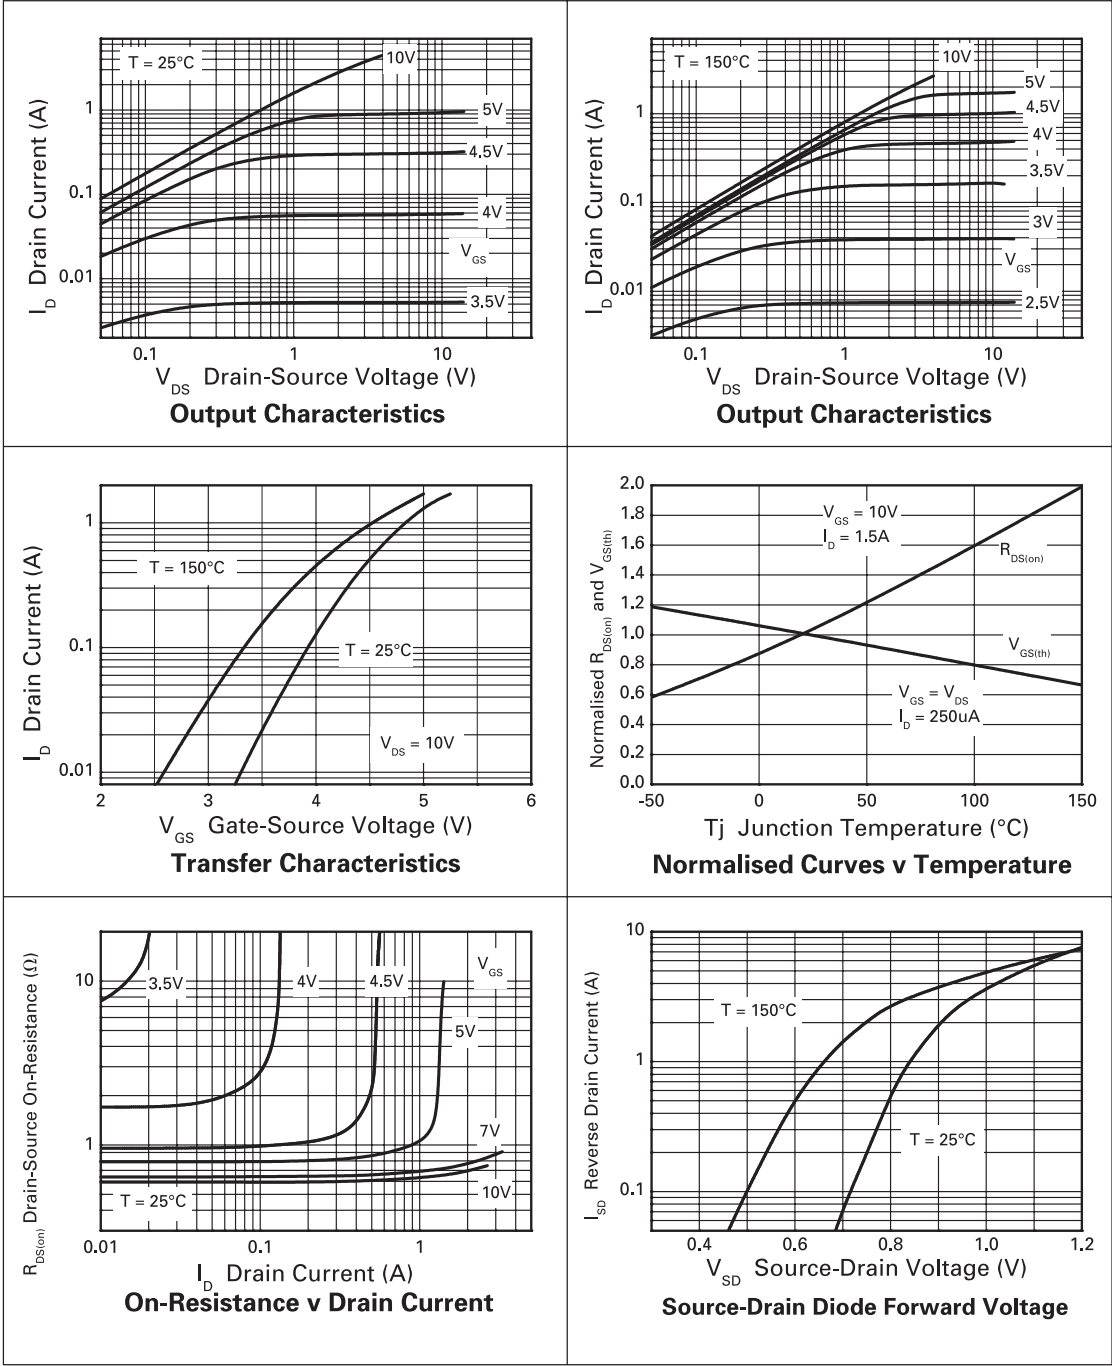 T = 25°C
10V
5V
4.5V
4V
V_GS
3.5V
1
0.1
0.01
0.1
1
10
I_D Drain Current (A)
V_DS Drain-Source Voltage (V)
Output Characteristics
T = 150°C
10V
5V
4.5V
4V
3.5V
3V
V_GS
2.5V
1
0.1
0.01
0.1
1
10
I_D Drain Current (A)
V_DS Drain-Source Voltage (V)
Output Characteristics
1
0.1
0.01
T = 150°C
T = 25°C
V_DS = 10V
2
3
4
5
6
I_D Drain Current (A)
V_GS Gate-Source Voltage (V)
Transfer Characteristics
2.0
1.8
1.6
1.4
1.2
1.0
0.8
0.6
0.4
0.2
0.0
V_GS = 10V
I_D = 1.5A
R_DS(on)
V_GS(th)
V_GS = V_DS
I_D = 250uA
-50
0
50
100
150
Normalised R_DS(on) and V_GS(th)
Tj Junction Temperature (°C)
Normalised Curves v Temperature
10
1
3.5V
4V
4.5V
V_GS
5V
7V
10V
T = 25°C
0.01
0.1
1
R_DS(on) Drain-Source On-Resistance (Ω)
I_D Drain Current (A)
On-Resistance v Drain Current
10
1
0.1
T = 150°C
T = 25°C
0.4
0.6
0.8
1.0
1.2
I_SD Reverse Drain Current (A)
V_SD Source-Drain Voltage (V)
Source-Drain Diode Forward Voltage